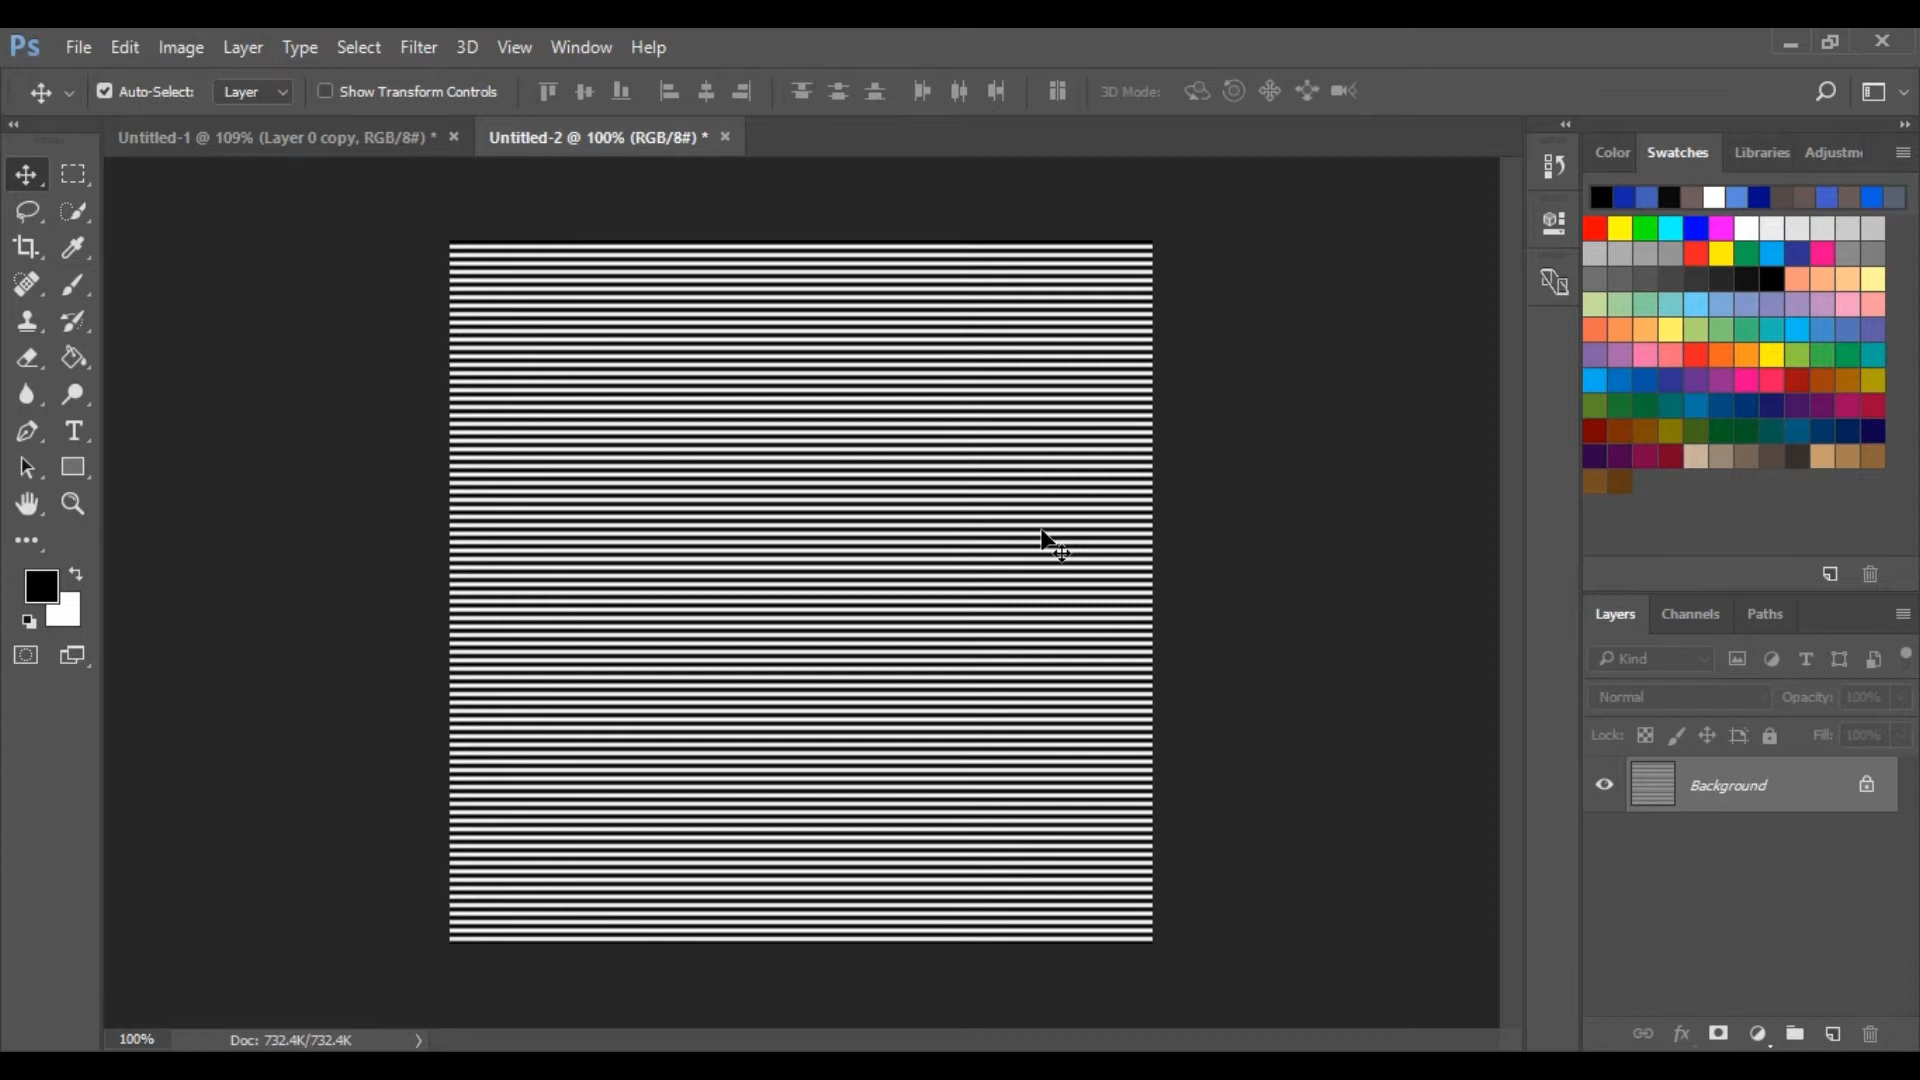 Ps File Edit Image Layer Type Select Filter 3D View Window Help
Auto-Select: Layer Show Transform Controls 3D Mode:
Untitled-1 @ 109% (Layer 0 copy, RGB/8#) * Untitled-2 @ 100% (RGB/8#) *
Color Swatches Libraries Adjustm
Layers Channels Paths
Kind
Normal Opacity: 100%
Lock: Fill: 100%
Background
fx
100% Doc: 732.4K/732.4K